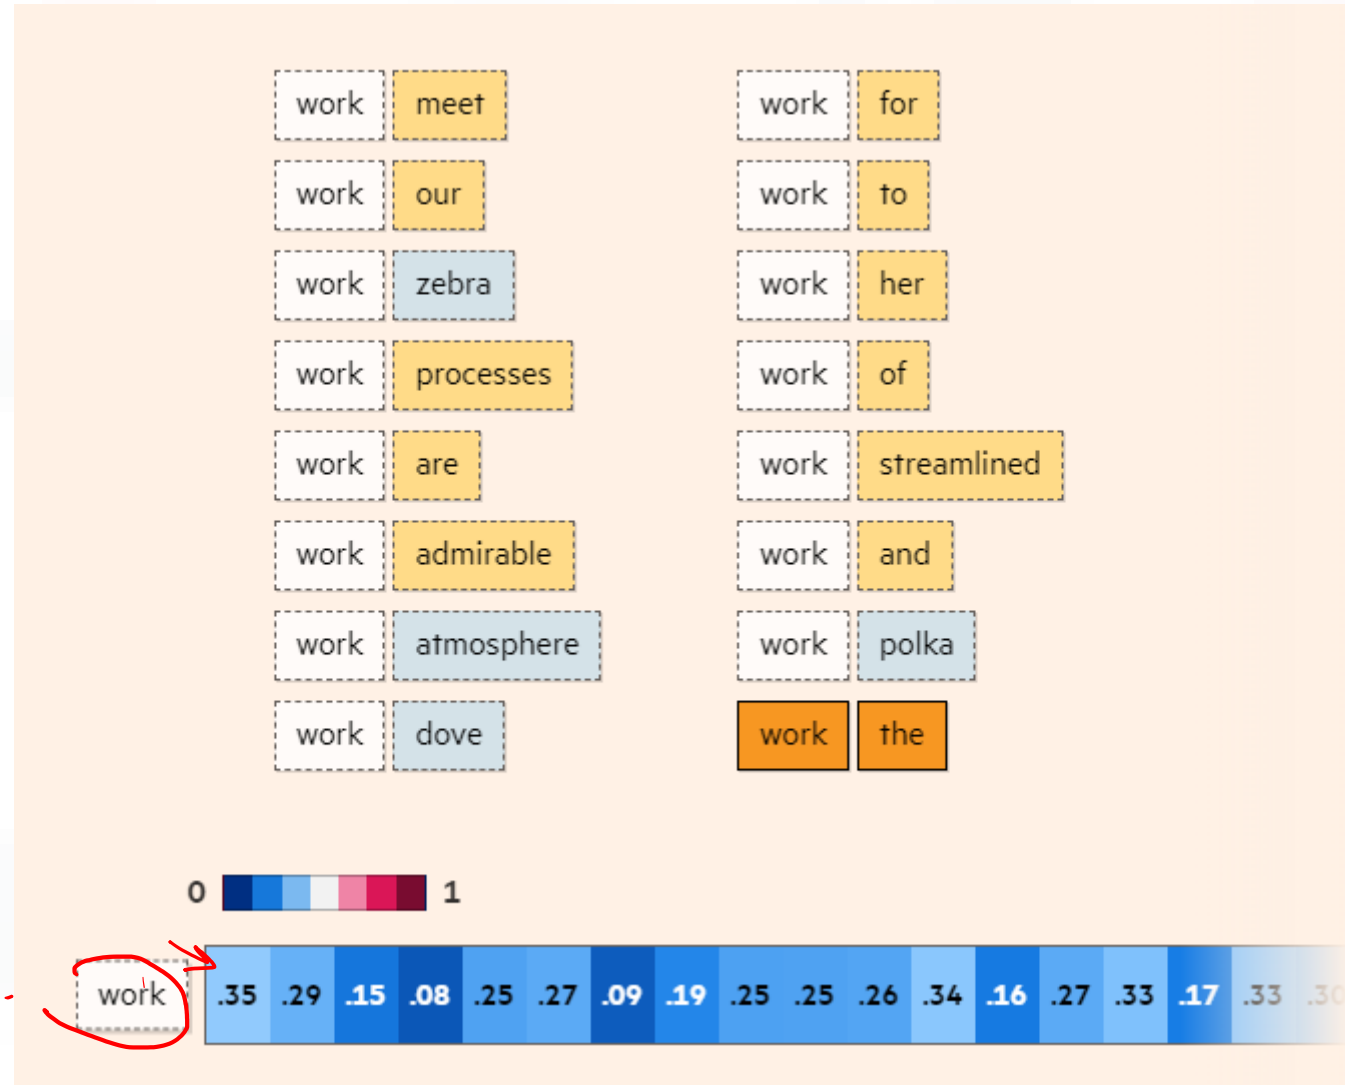 work meet work for
work our work to
work zebra work her
work processes work of
work are work streamlined
work admirable work and
work atmosphere work polka
work dove work the
0 1
work .35 .29 .15 .08 .25 .27 .09 .19 .25 .25 .26 .34 .16 .27 .33 .17 .33 .30